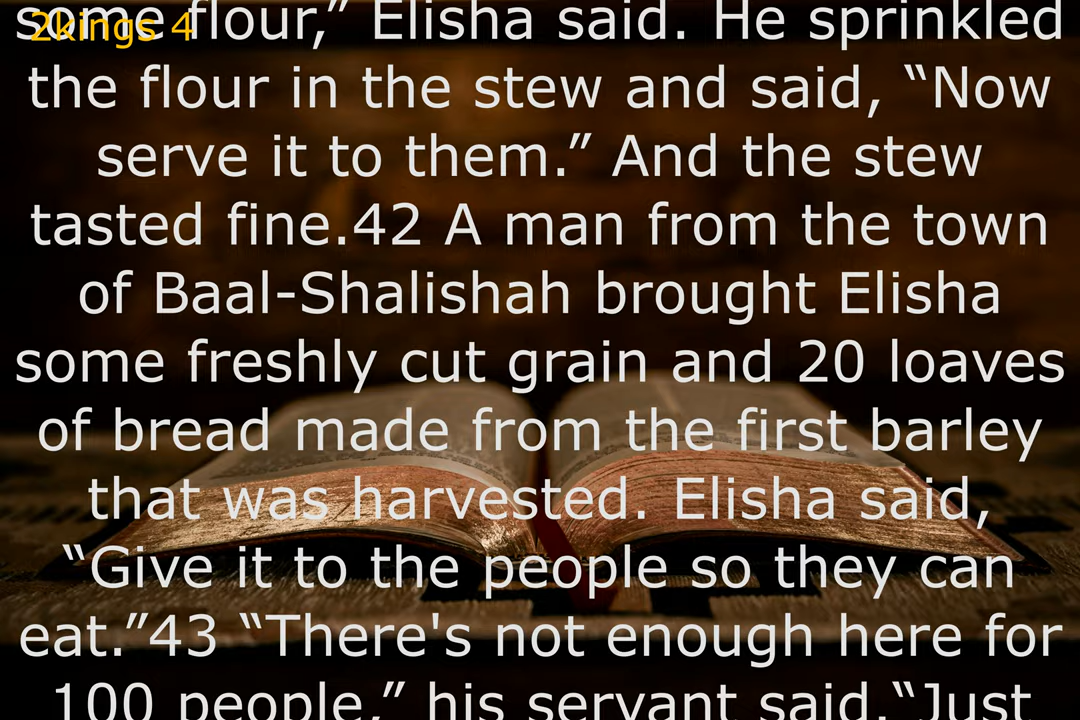 some flour,” Elisha said. He sprinkled
2kings 4
the flour in the stew and said, “Now
serve it to them.” And the stew
tasted fine.42 A man from the town
of Baal-Shalishah brought Elisha
some freshly cut grain and 20 loaves
of bread made from the first barley
that was harvested. Elisha said,
“Give it to the people so they can
eat.”43 “There's not enough here for
100 people,” his servant said.“Just